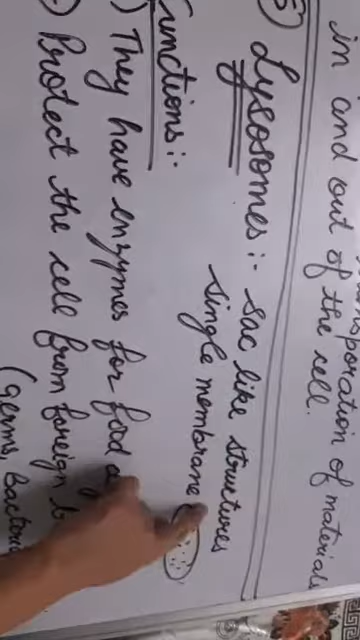 transporation of materials
in and out of the cell.
5) Lysosomes :- sac like structures
single membrane
Functions :-
) They have enzymes for food
) Protect the cell from foreign
(germs, bacteria